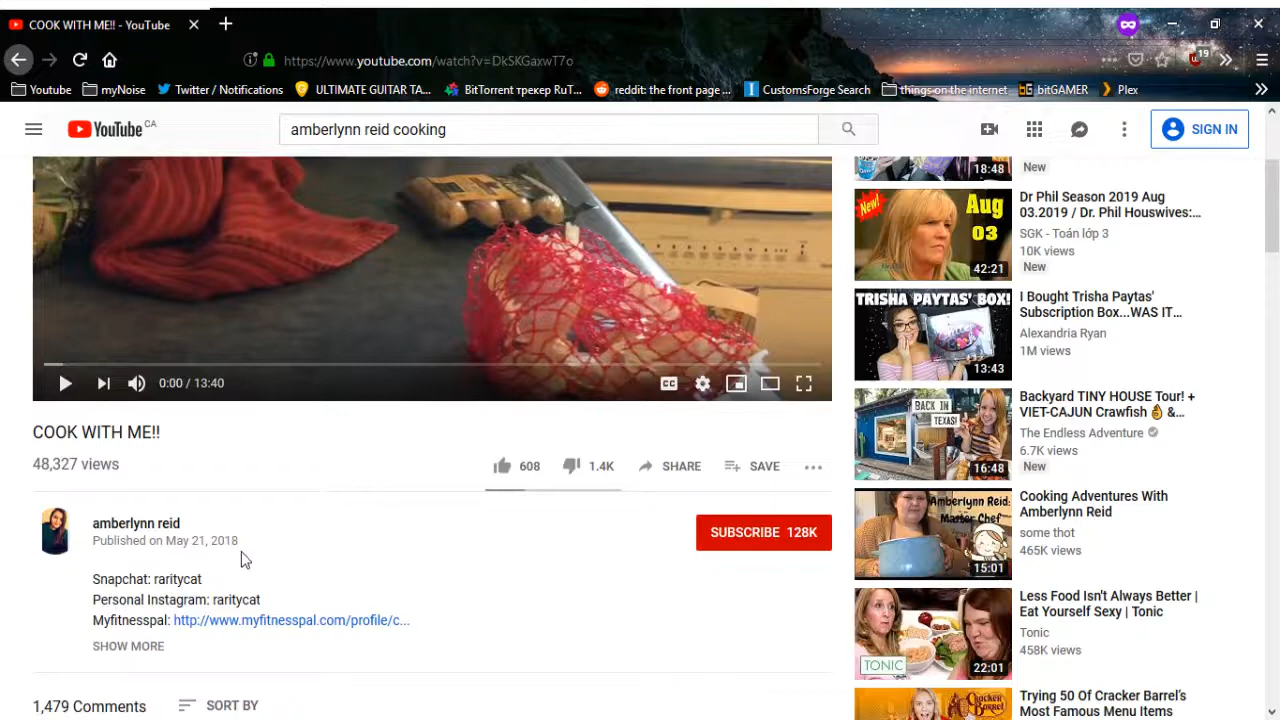 COOK WITH ME!! - YouTube
https://www.youtube.com/watch?v=DkSKGaxwT7o
19
Youtube
myNoise
Twitter / Notifications
ULTIMATE GUITAR TA...
BitTorrent трекер RuT...
reddit: the front page ...
CustomsForge Search
things on the internet
bitGAMER
Plex
YouTube CA
amberlynn reid cooking
SIGN IN
18:48
New
New!
Aug
03
42:21
Dr Phil Season 2019 Aug
03.2019 / Dr. Phil Houswives:...
SGK - Toán lớp 3
10K views
New
TRISHA PAYTAS' BOX!
13:43
I Bought Trisha Paytas'
Subscription Box...WAS IT...
Alexandria Ryan
1M views
BACK IN
TEXAS!
16:48
Backyard TINY HOUSE Tour! +
VIET-CAJUN Crawfish 👌 &...
The Endless Adventure
6.7K views
New
Amberlynn Reid:
Master Chef
15:01
Cooking Adventures With
Amberlynn Reid
some thot
465K views
TONIC
22:01
Less Food Isn't Always Better |
Eat Yourself Sexy | Tonic
Tonic
458K views
Cracker Barrel
Trying 50 Of Cracker Barrel's
Most Famous Menu Items
0:00 / 13:40
CC
COOK WITH ME!!
48,327 views
608
1.4K
SHARE
SAVE
amberlynn reid
Published on May 21, 2018
SUBSCRIBE 128K
Snapchat: raritycat
Personal Instagram: raritycat
Myfitnesspal: http://www.myfitnesspal.com/profile/c...
SHOW MORE
1,479 Comments
SORT BY